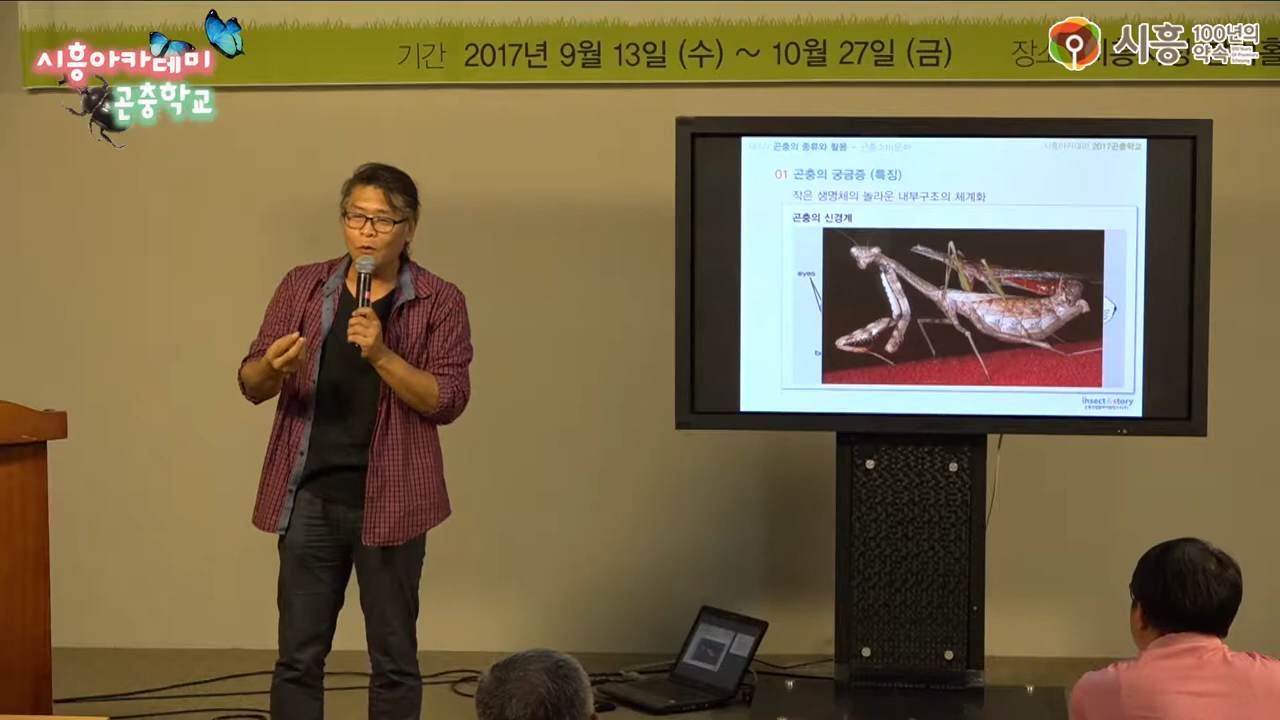 시흥아카데미
곤충학교
기간 2017년 9월 13일 (수) ~ 10월 27일 (금)
시흥 100년의
약속
곤충의 종류와 활용 -
시흥아카데미 2017곤충학교
01 곤충의 궁금증 (특징)
작은 생명체의 놀라운 내부구조의 체계화
곤충의 신경계
eyes
insect&story